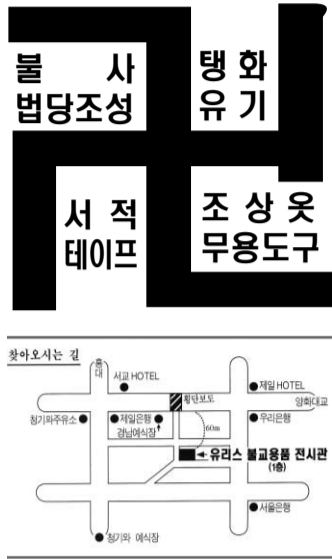 불 사
법당조성
탱 화
유 기
서 적
테이프
조 상 옷
무용도구
찾아오시는 길
홍대
서교 HOTEL
횡단보도
제일 HOTEL
양화대교
청기와주유소
제일은행
경남예식장
60m
우리은행
유리스 불교용품 전시관
(1층)
서울은행
청기와 예식장